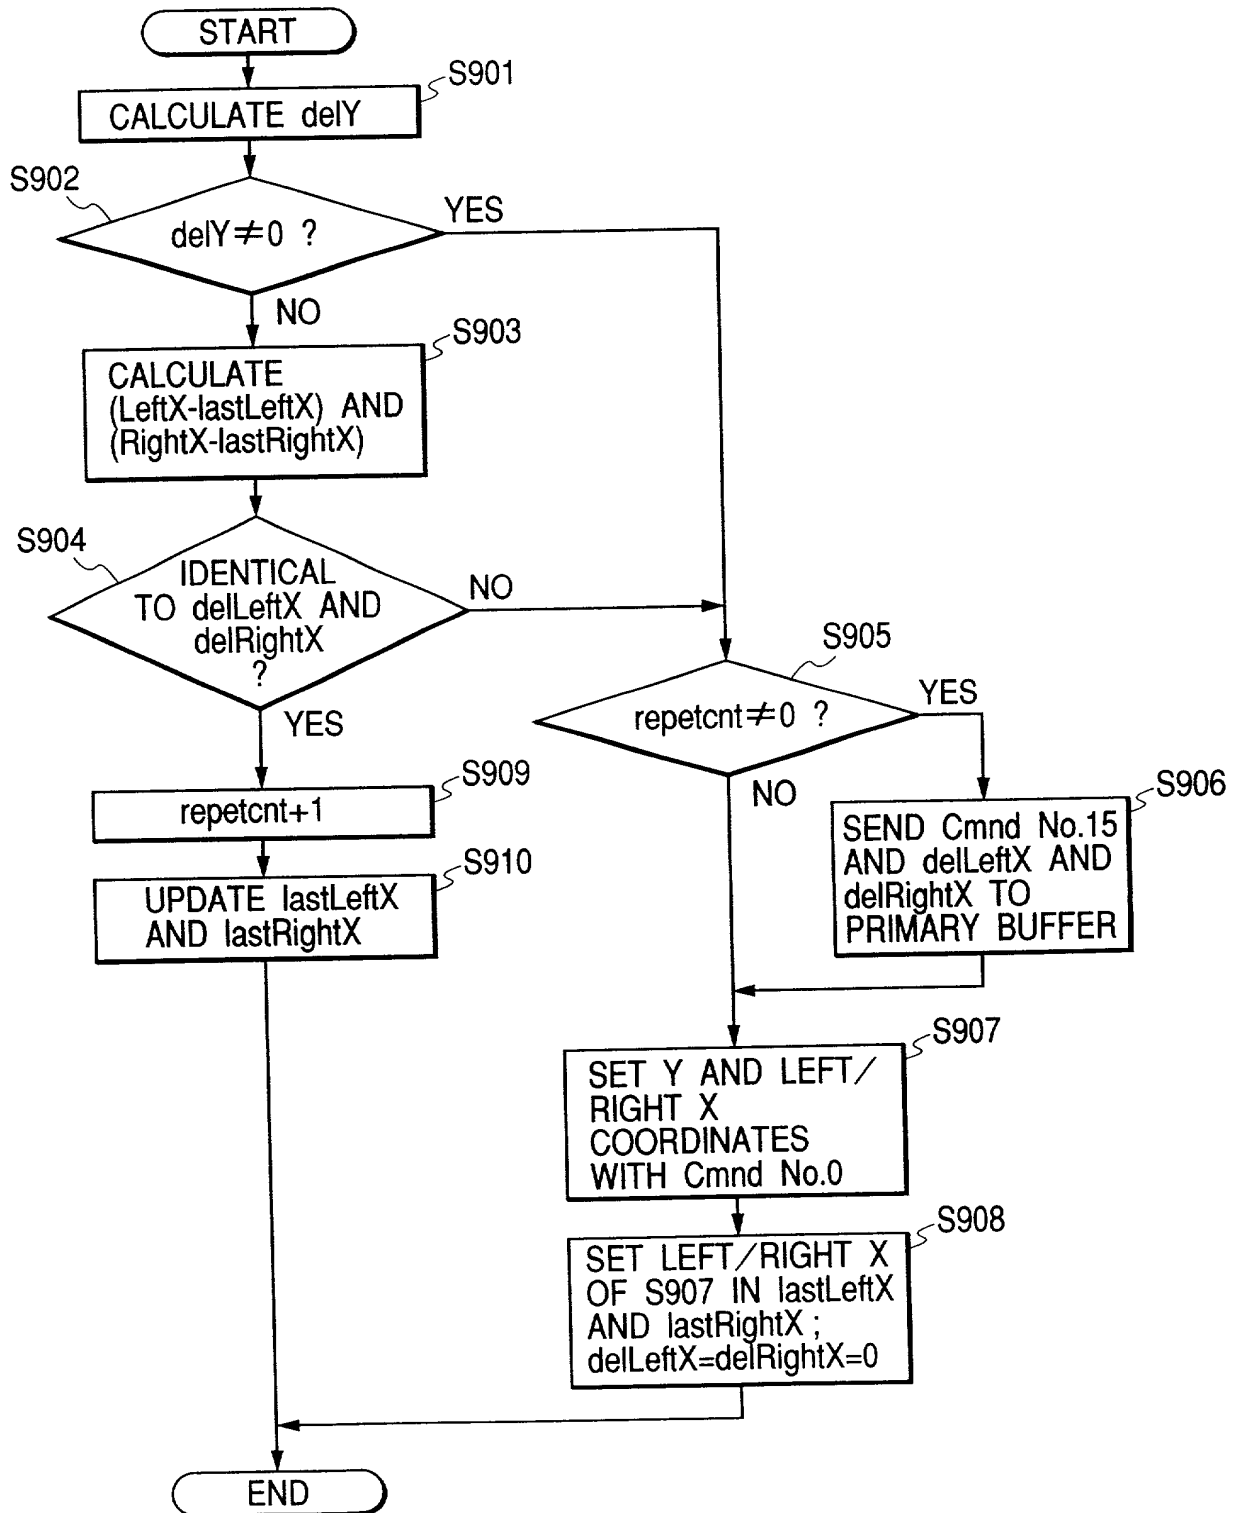 START
S901
CALCULATE delY
S902
delY≠0 ?
YES
NO
S903
CALCULATE
(LeftX-lastLeftX) AND
(RightX-lastRightX)
S904
IDENTICAL
TO delLeftX AND
delRightX
?
NO
YES
S905
repetcnt≠0 ?
YES
NO
S906
SEND Cmnd No.15
AND delLeftX AND
delRightX TO
PRIMARY BUFFER
S909
repetcnt+1
S910
UPDATE lastLeftX
AND lastRightX
S907
SET Y AND LEFT/
RIGHT X
COORDINATES
WITH Cmnd No.0
S908
SET LEFT/RIGHT X
OF S907 IN lastLeftX
AND lastRightX ;
delLeftX=delRightX=0
END